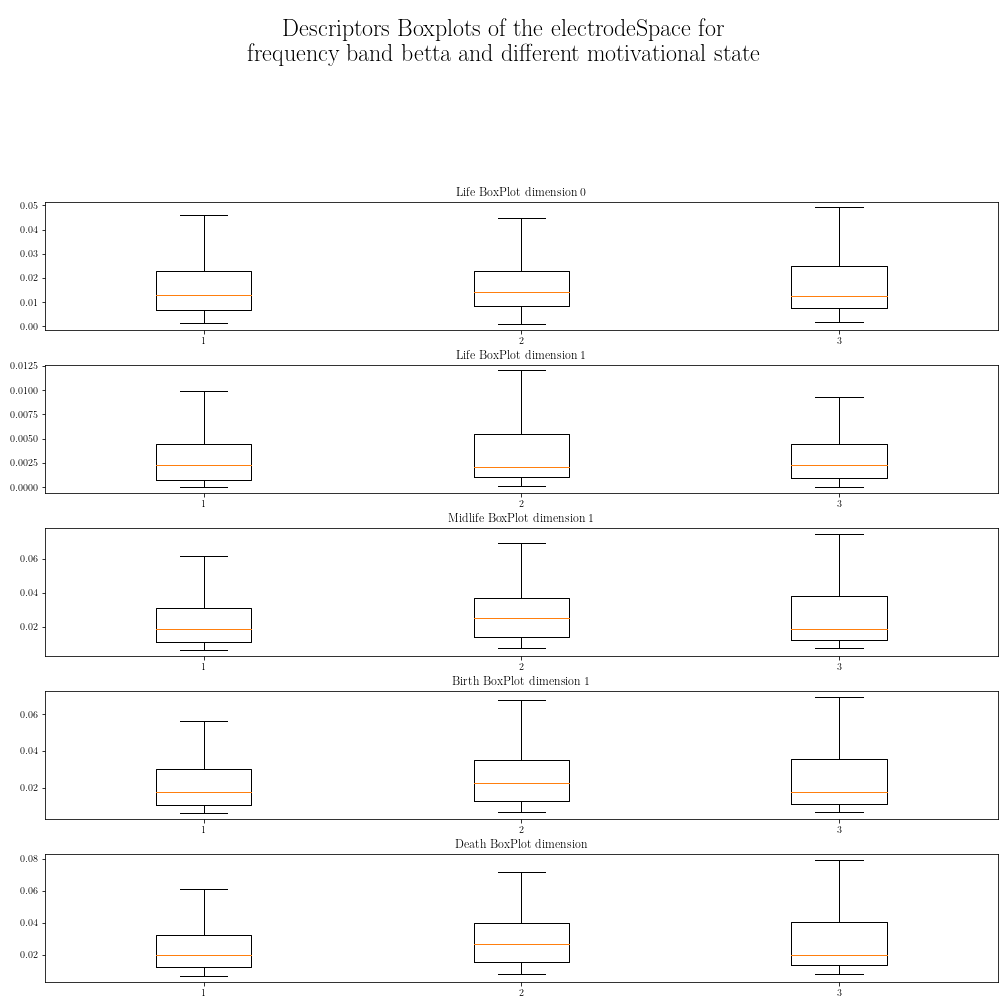 Descriptors Boxplots of the electrodeSpace for
frequency band betta and different motivational state
Life BoxPlot dimension 0
0.05
0.04
0.03
0.02
0.01
0.00
1 2 3
Life BoxPlot dimension 1
0.0125
0.0100
0.0075
0.0050
0.0025
0.0000
1 2 3
Midlife BoxPlot dimension 1
0.06
0.04
0.02
1 2 3
Birth BoxPlot dimension 1
0.06
0.04
0.02
1 2 3
Death BoxPlot dimension
0.08
0.06
0.04
0.02
1 2 3